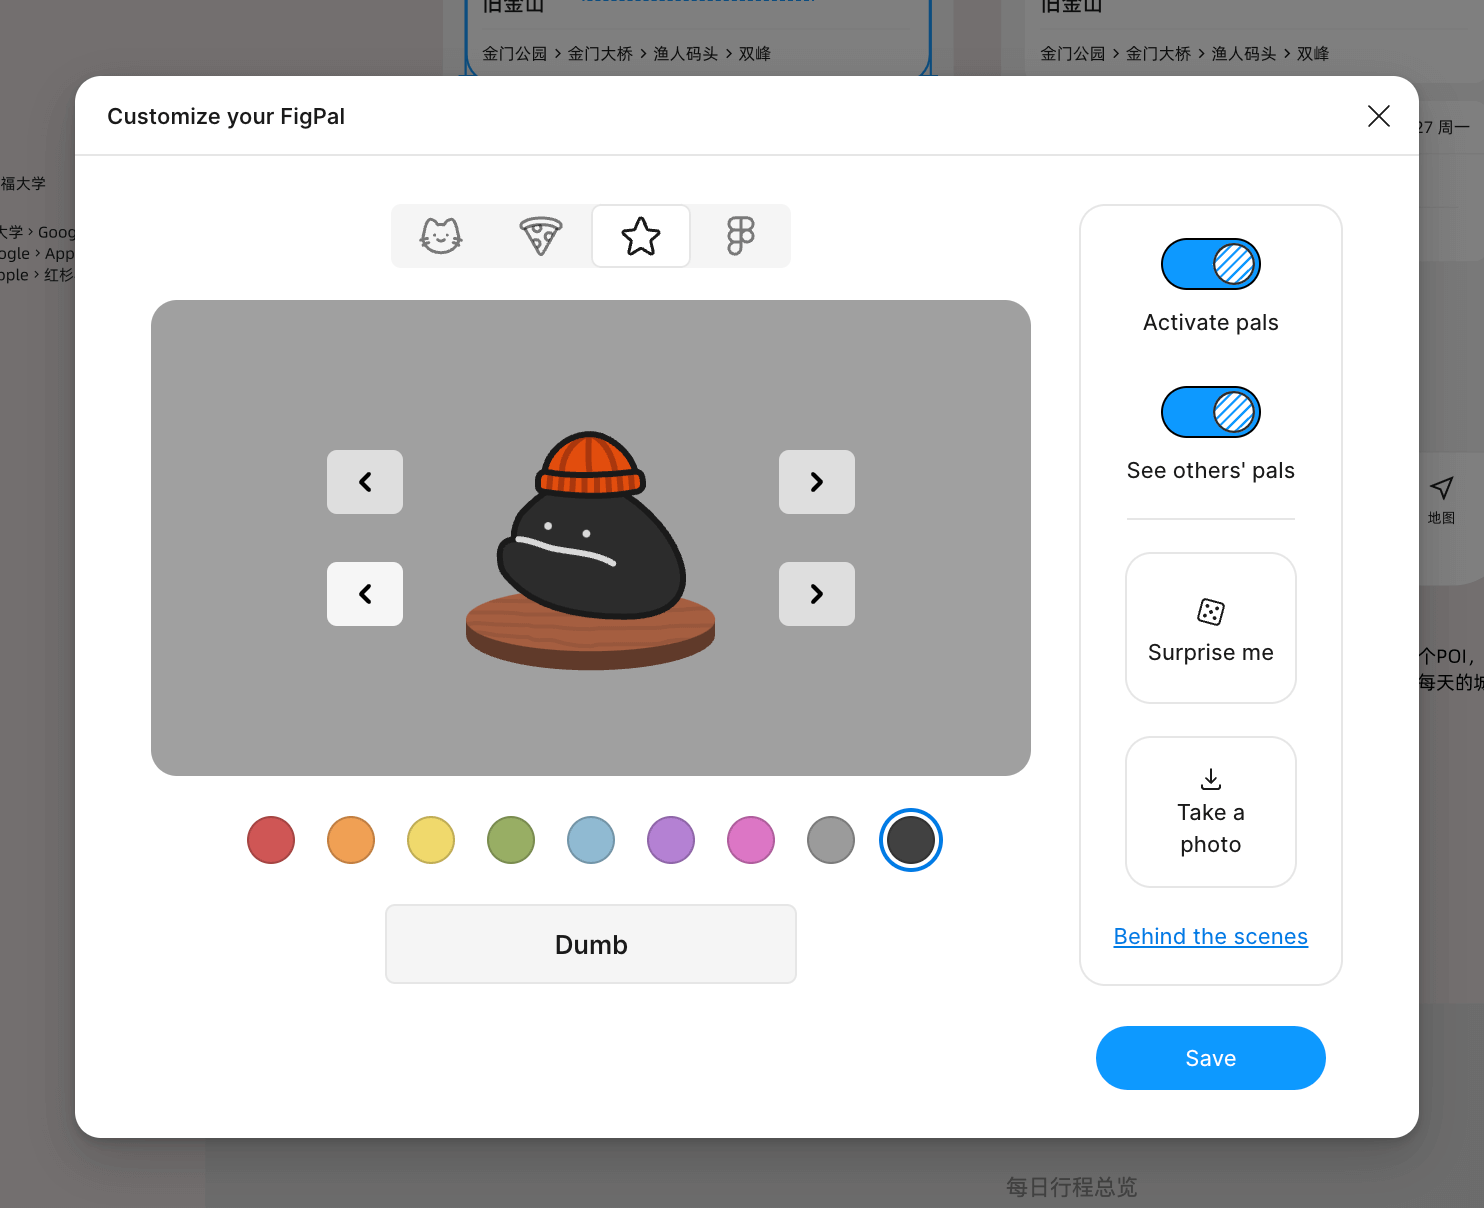 旧金山
旧金山
金门公园 > 金门大桥 > 渔人码头 > 双峰
金门公园 > 金门大桥 > 渔人码头 > 双峰
Customize your FigPal
27 周一
福大学
大学 > Goog
ogle > App
pple > 红杉
Activate pals
See others' pals
地图
Surprise me
个POI，
每天的城
Take a
photo
Dumb
Behind the scenes
Save
每日行程总览